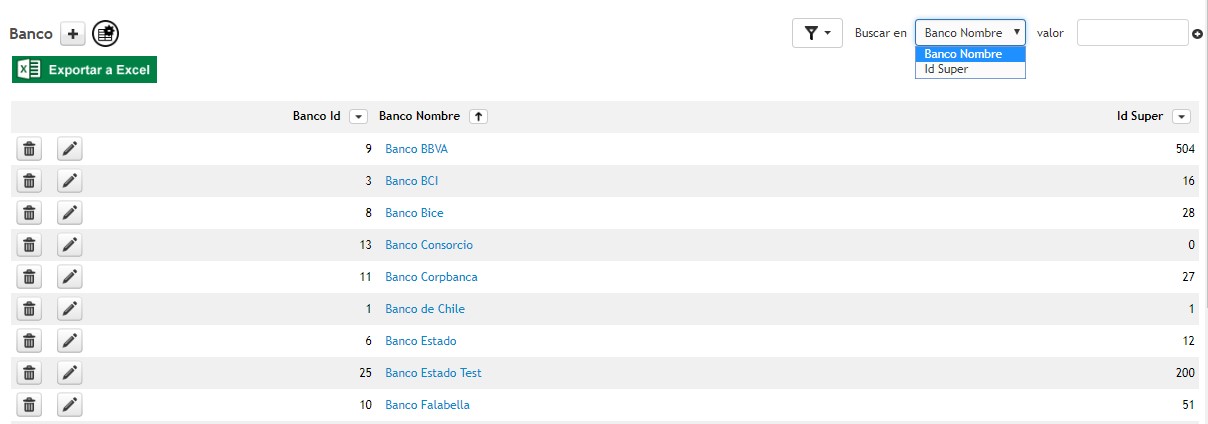 Banco Buscar en Banco Nombre valor
Banco Nombre
Id Super
Exportar a Excel
Banco Id Banco Nombre Id Super
9 Banco BBVA 504
3 Banco BCI 16
8 Banco Bice 28
13 Banco Consorcio 0
11 Banco Corpbanca 27
1 Banco de Chile 1
6 Banco Estado 12
25 Banco Estado Test 200
10 Banco Falabella 51